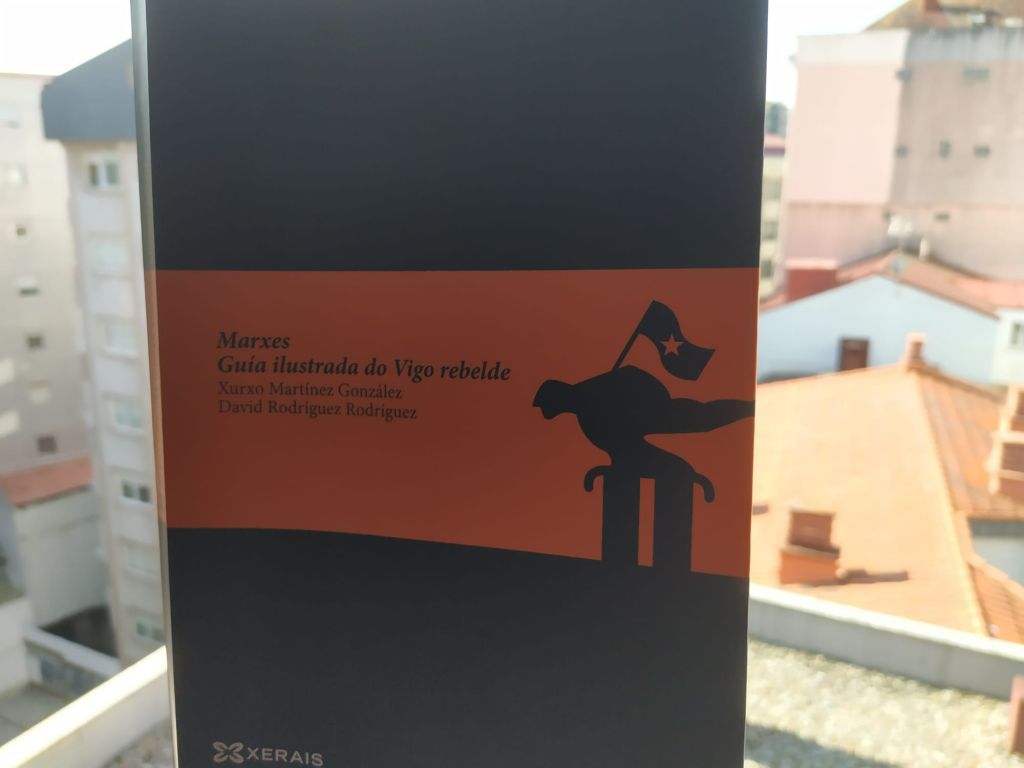 Marxes
Guía ilustrada do Vigo rebelde
Xurxo Martínez González
David Rodríguez Rodríguez
XERAIS